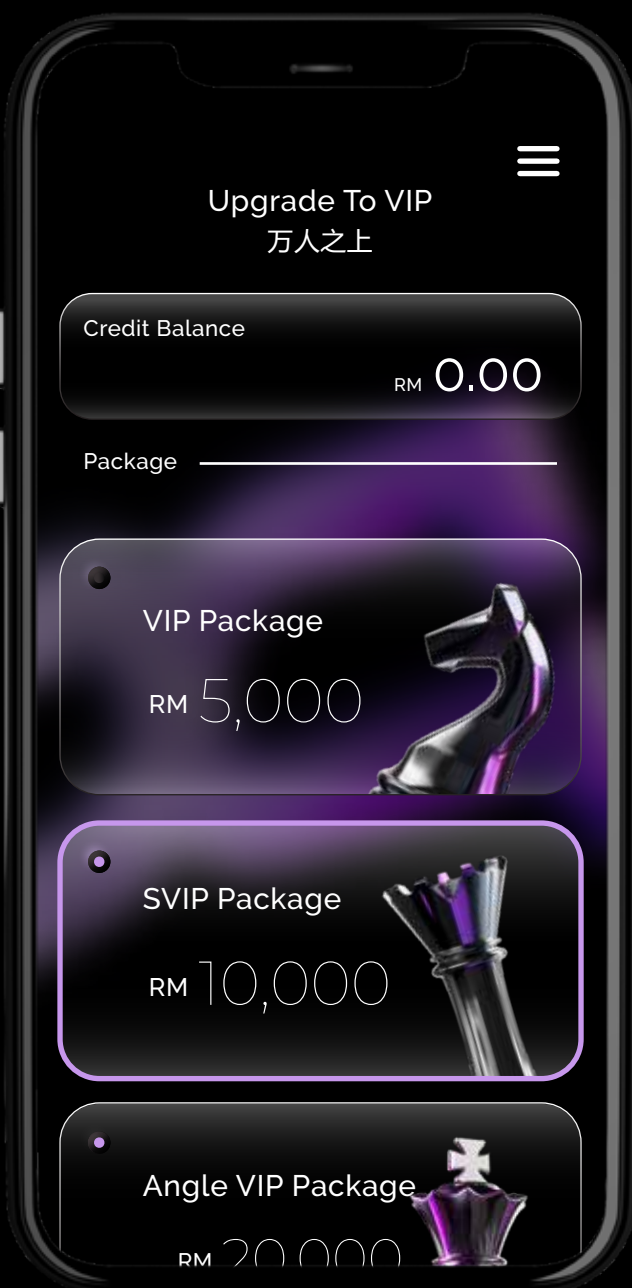 Upgrade To VIP
万人之上
Credit Balance
RM 0.00
Package
VIP Package
RM 5,000
SVIP Package
RM 10,000
Angle VIP Package
RM 20,000